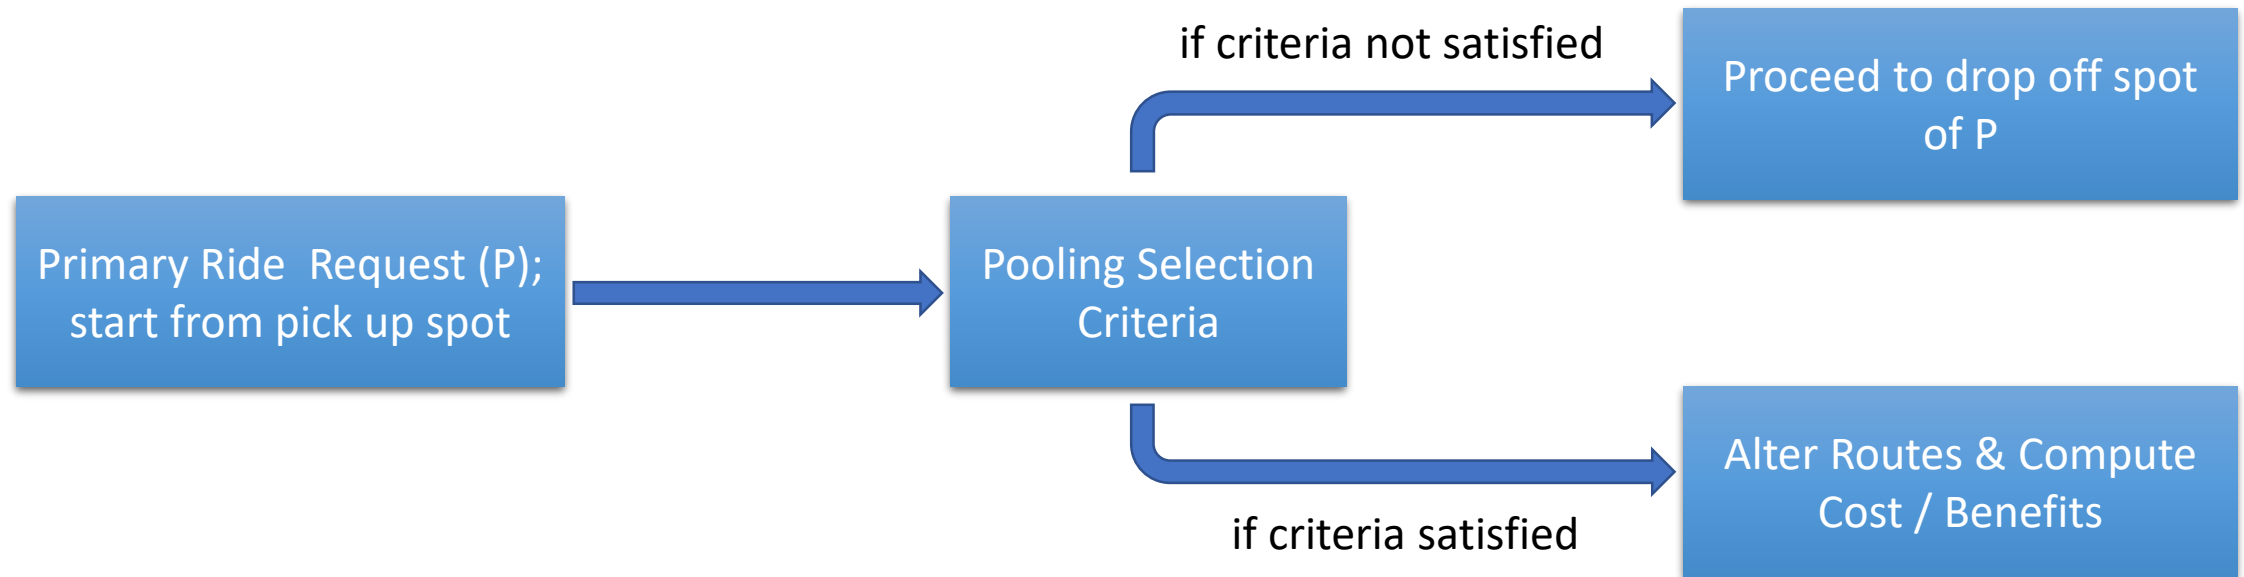 if criteria not satisfied
Proceed to drop off spot
of P
Primary Ride Request (P);
start from pick up spot
Pooling Selection
Criteria
Alter Routes & Compute
Cost / Benefits
if criteria satisfied